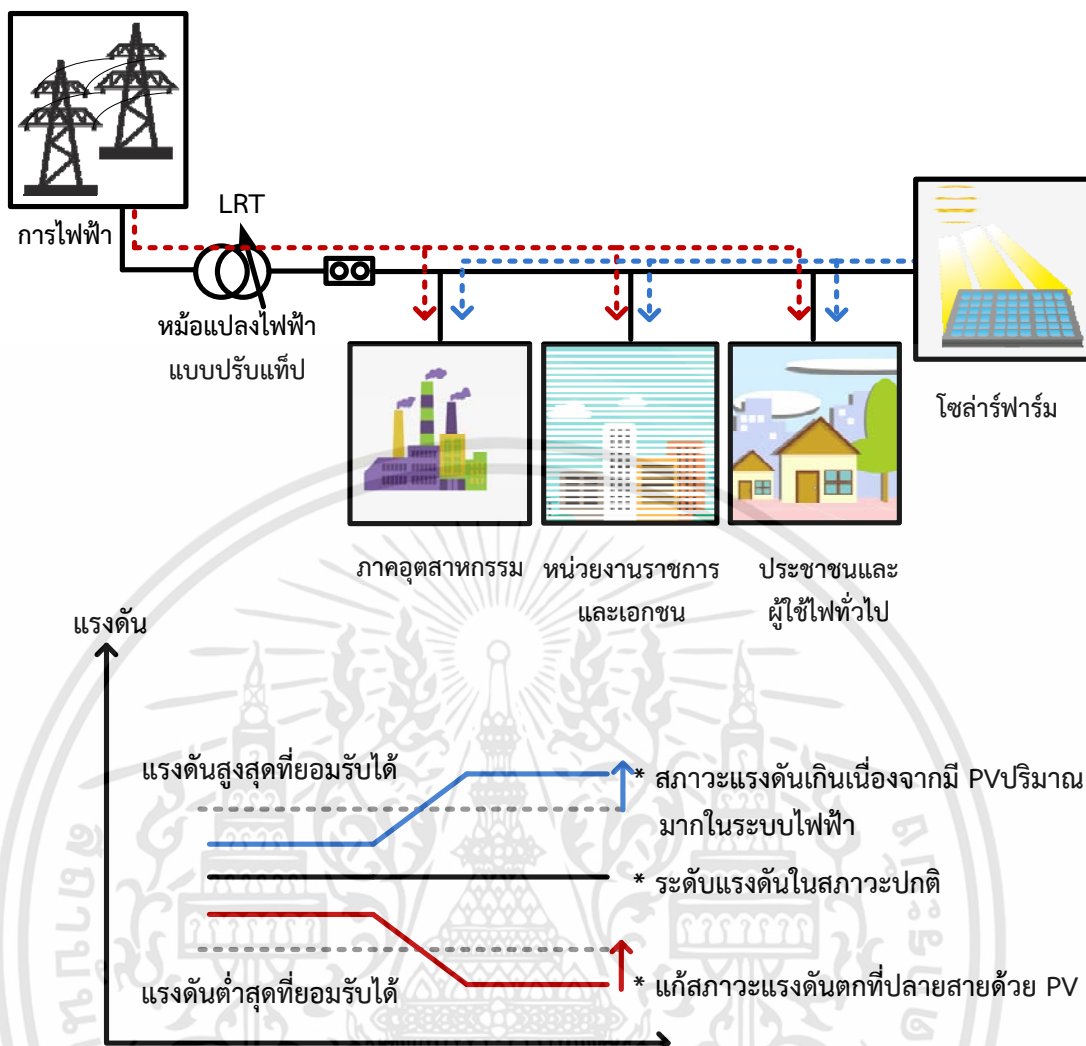 LRT
การไฟฟ้า
หม้อแปลงไฟฟ้า
แบบปรับแท็ป
โซล่าร์ฟาร์ม
ภาคอุตสาหกรรม
หน่วยงานราชการ
และเอกชน
ประชาชนและ
ผู้ใช้ไฟทั่วไป
แรงดัน
แรงดันสูงสุดที่ยอมรับได้
* สภาวะแรงดันเกินเนื่องจากมี PVปริมาณ
มากในระบบไฟฟ้า
* ระดับแรงดันในสภาวะปกติ
* แก้สภาวะแรงดันตกที่ปลายสายด้วย PV
แรงดันต่ำสุดที่ยอมรับได้